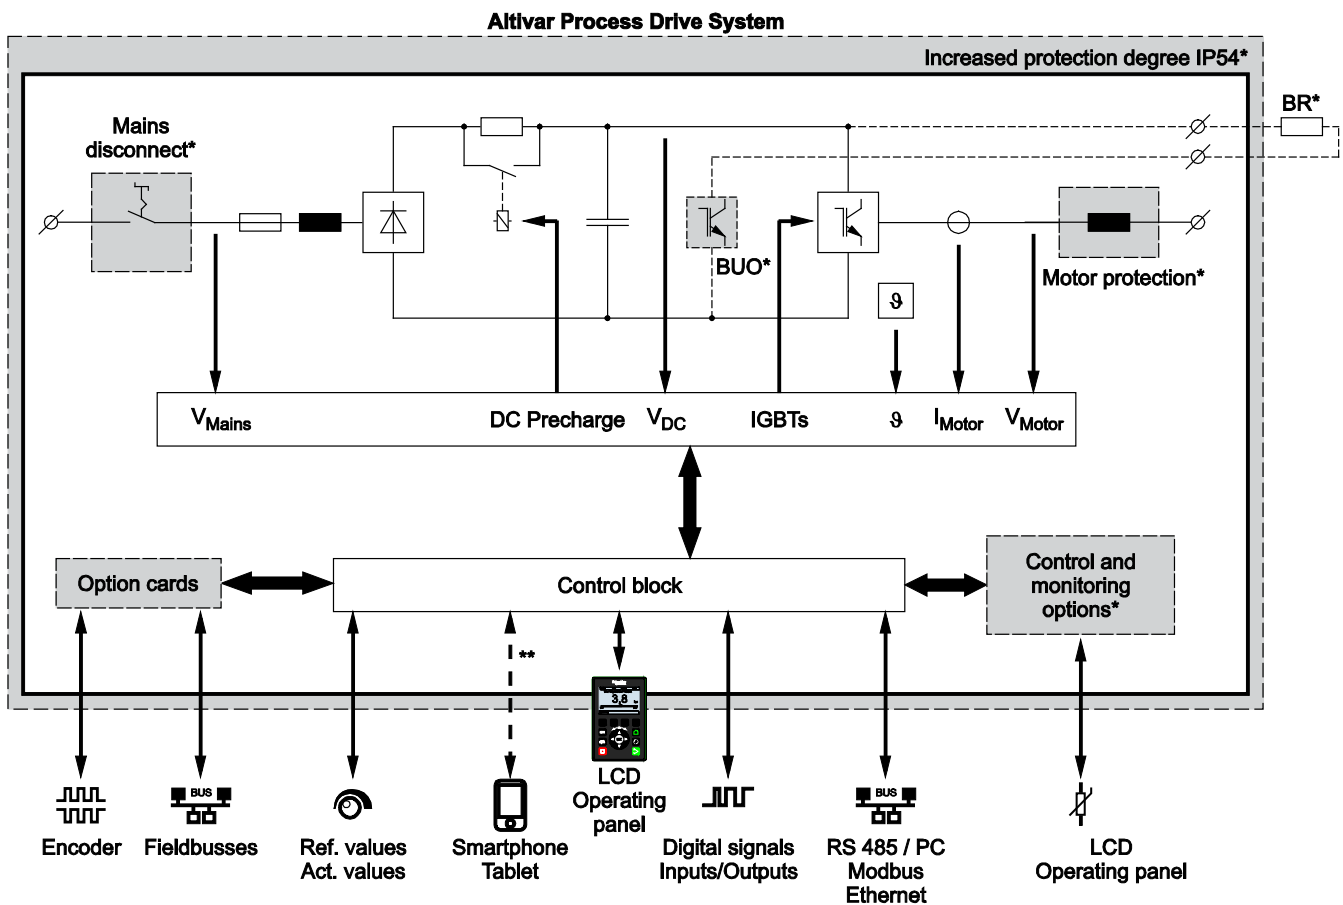 Altivar Process Drive System
Increased protection degree IP54*
BR*
Mains
disconnect*
BUO*
Motor protection*
ϑ
VMains
DC Precharge
VDC
IGBTs
ϑ
IMotor
VMotor
Option cards
Control block
Control and
monitoring
options*
**
3.8
BUS
BUS
Encoder
Fieldbusses
Ref. values
Act. values
Smartphone
Tablet
LCD
Operating
panel
Digital signals
Inputs/Outputs
RS 485 / PC
Modbus
Ethernet
LCD
Operating panel